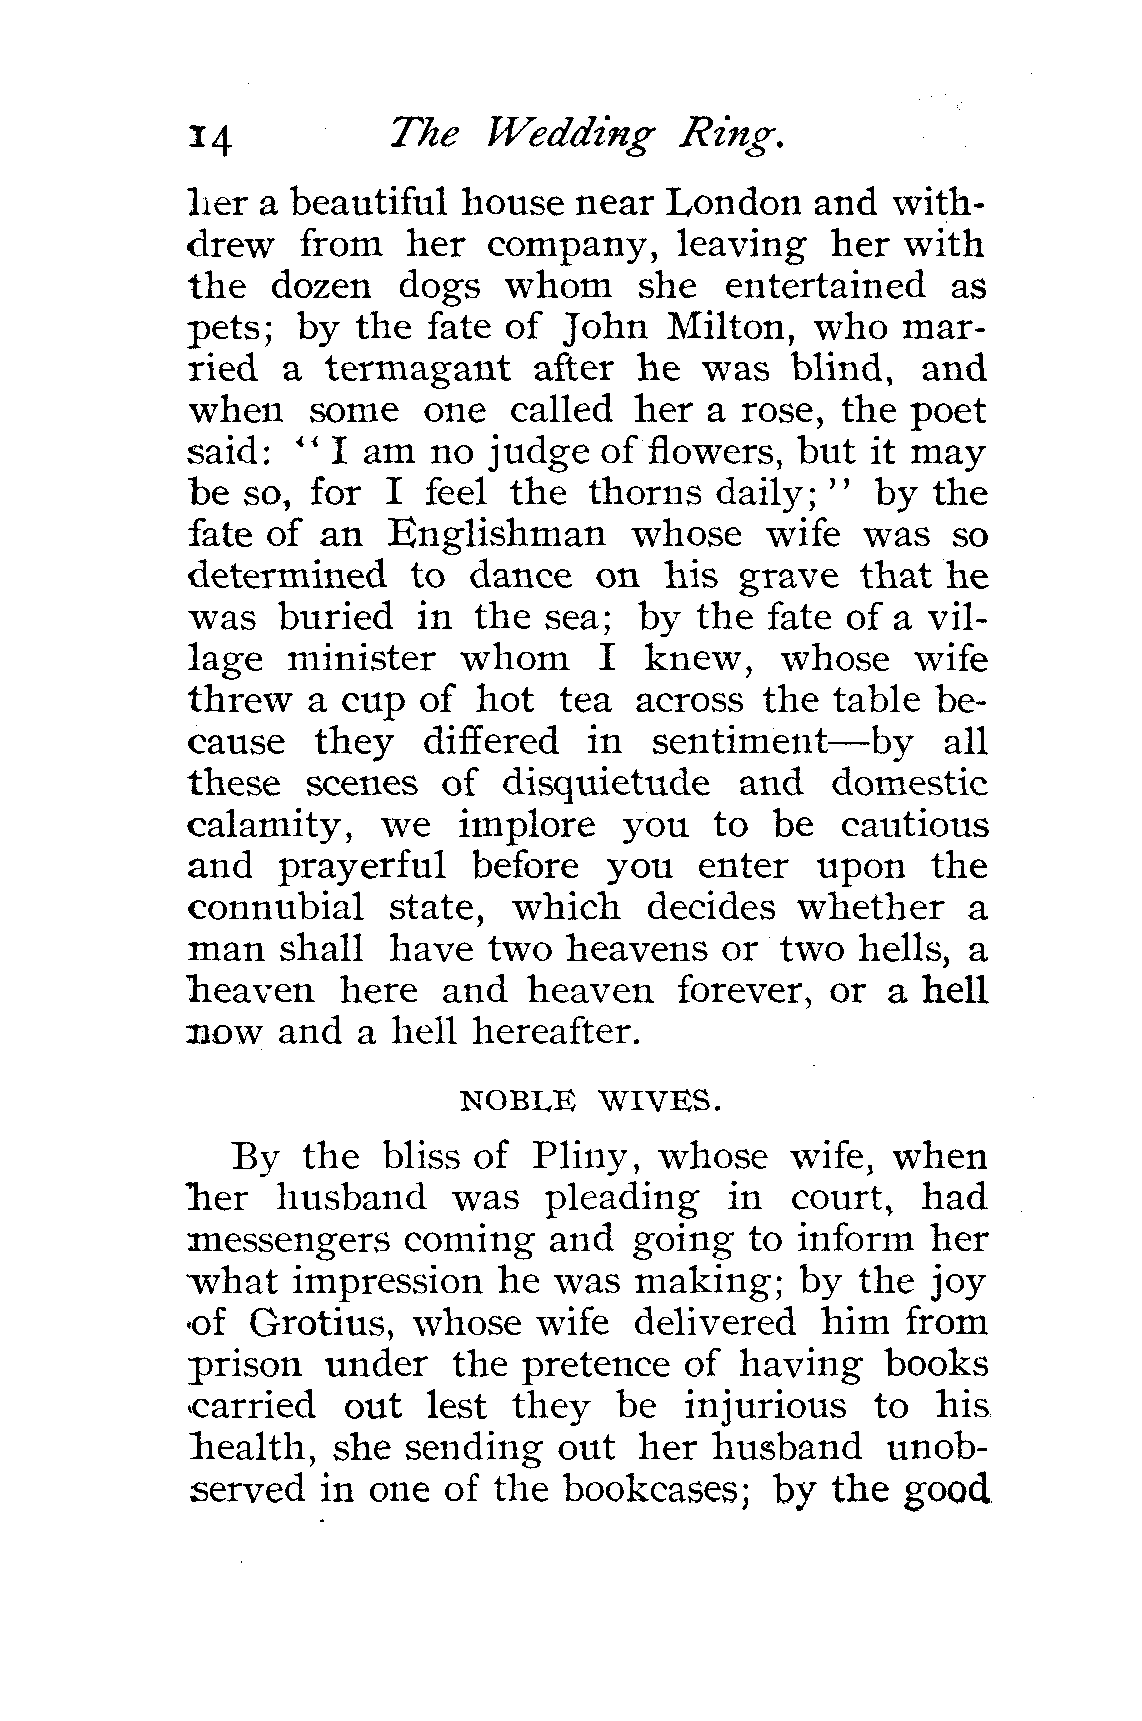 14 The Wedding Ring.
her a beautiful house near London and with-
drew from her company, leaving her with
the dozen dogs whom she entertained as
pets; by the fate of John Milton, who mar-
ried a termagant after he was blind, and
when some one called her a rose, the poet
said: “I am no judge of flowers, but it may
be so, for I feel the thorns daily;” by the
fate of an Englishman whose wife was so
determined to dance on his grave that he
was buried in the sea; by the fate of a vil-
lage minister whom I knew, whose wife
threw a cup of hot tea across the table be-
cause they differed in sentiment—by all
these scenes of disquietude and domestic
calamity, we implore you to be cautious
and prayerful before you enter upon the
connubial state, which decides whether a
man shall have two heavens or two hells, a
heaven here and heaven forever, or a hell
now and a hell hereafter.
NOBLE WIVES.
By the bliss of Pliny, whose wife, when
her husband was pleading in court, had
messengers coming and going to inform her
what impression he was making; by the joy
of Grotius, whose wife delivered him from
prison under the pretence of having books
carried out lest they be injurious to his
health, she sending out her husband unob-
served in one of the bookcases; by the good